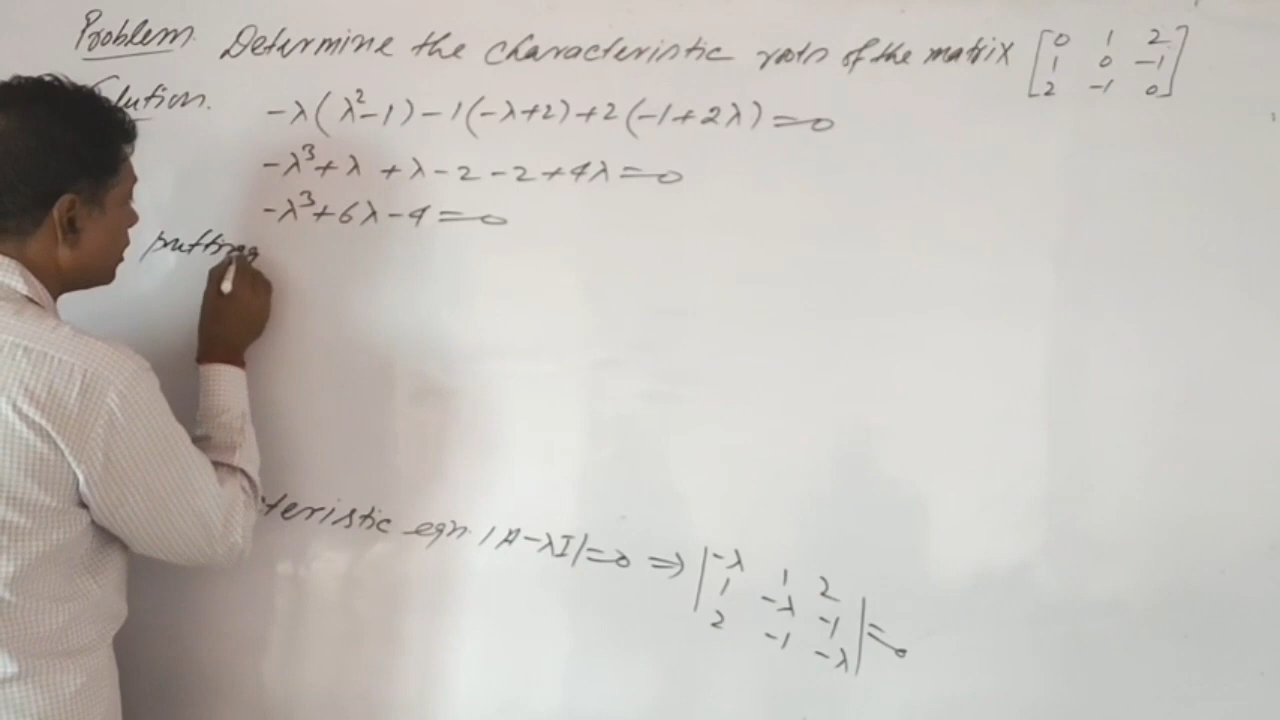 Problem. Determine the characteristic roots of the matrix [0 1 2
1 0 -1
2 -1 0]
-λ(λ²-1)-1(-λ+2)+2(-1+2λ)=0
-λ³+λ+λ-2-2+4λ=0
-λ³+6λ-4=0
putting
teristic eqn. |A-λI|=0 ⇒ |-λ 1 2
1 -λ -1
2 -1 -λ|=0